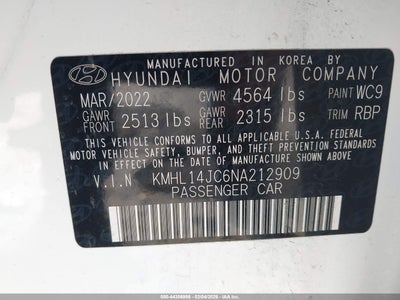 MANUFACTURED IN KOREA BY
HYUNDAI MOTOR COMPANY
MAR/2022 GVWR 4564 lbs PAINT WC9
GAWR FRONT 2513 lbs GAWR REAR 2315 lbs TRIM RBP
THIS VEHICLE CONFORMS TO ALL APPLICABLE U.S.A. FEDERAL
MOTOR VEHICLE SAFETY, BUMPER, AND THEFT PREVENTION
STANDARDS IN EFFECT ON THE DATE OF MANUFACTURE
SHOWN ABOVE.
V.I.N KMHL14JC6NA212909
PASSENGER CAR